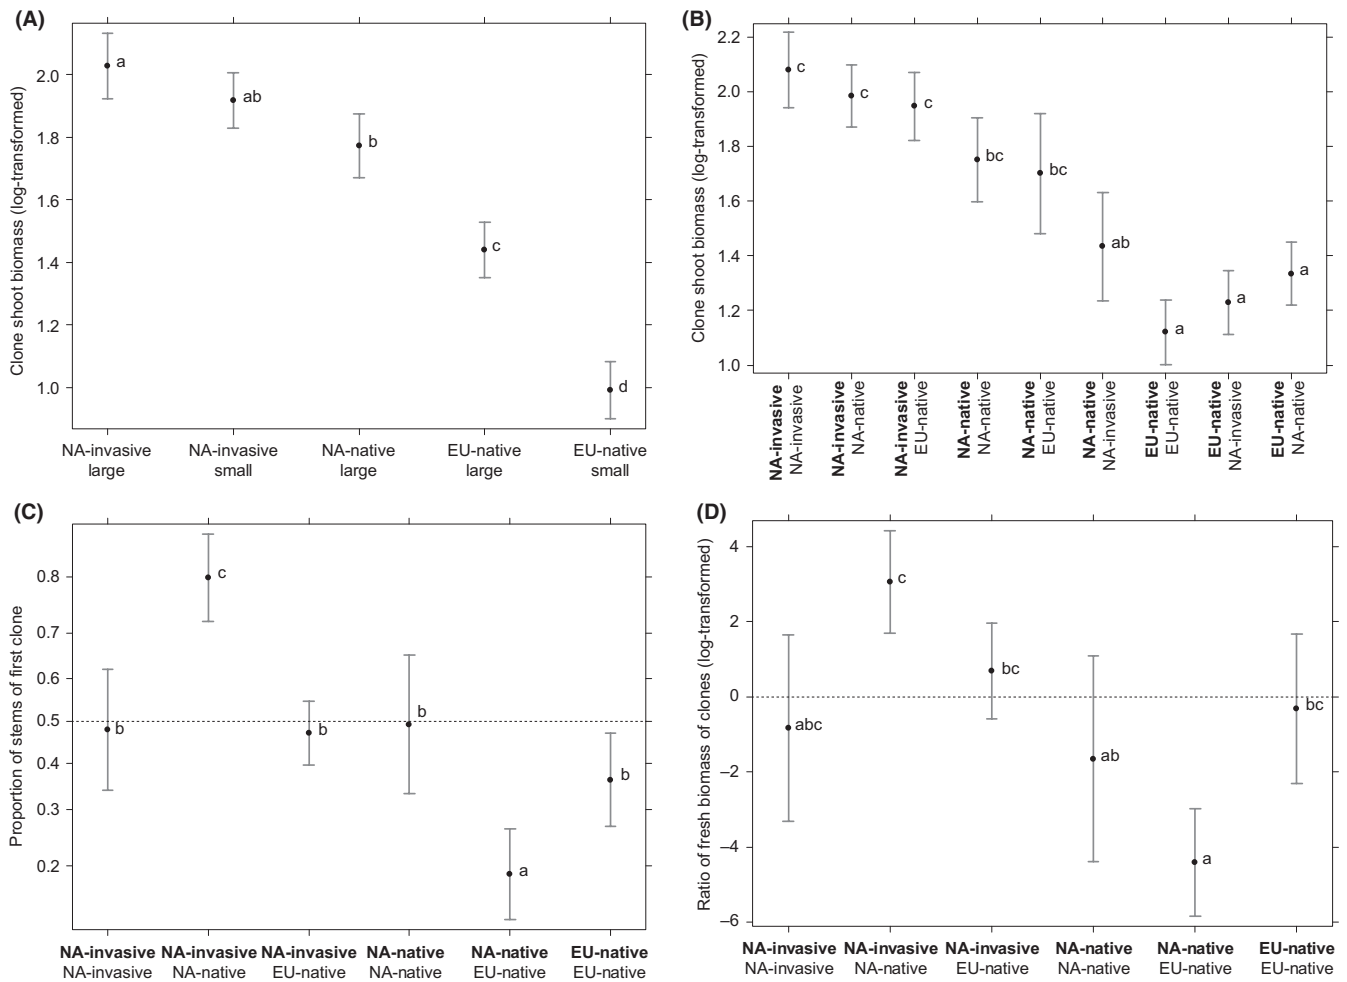 (A)
Clone shoot biomass (log-transformed)
2.0
1.8
1.6
1.4
1.2
1.0
a
ab
b
c
d
NA-invasive large
NA-invasive small
NA-native large
EU-native large
EU-native small
(B)
Clone shoot biomass (log-transformed)
2.2
2.0
1.8
1.6
1.4
1.2
1.0
c
c
c
bc
bc
ab
a
a
a
NA-invasive
NA-invasive
NA-invasive
NA-native
NA-invasive
EU-native
NA-native
NA-native
NA-native
EU-native
NA-native
NA-invasive
EU-native
EU-native
EU-native
NA-invasive
EU-native
NA-native
(C)
Proportion of stems of first clone
0.8
0.7
0.6
0.5
0.4
0.3
0.2
b
c
b
b
a
b
NA-invasive NA-invasive NA-invasive NA-native NA-native EU-native
NA-invasive NA-native EU-native NA-native EU-native EU-native
(D)
Ratio of fresh biomass of clones (log-transformed)
4
2
0
–2
–4
–6
abc
c
bc
ab
a
bc
NA-invasive NA-invasive NA-invasive NA-native NA-native EU-native
NA-invasive NA-native EU-native NA-native EU-native EU-native